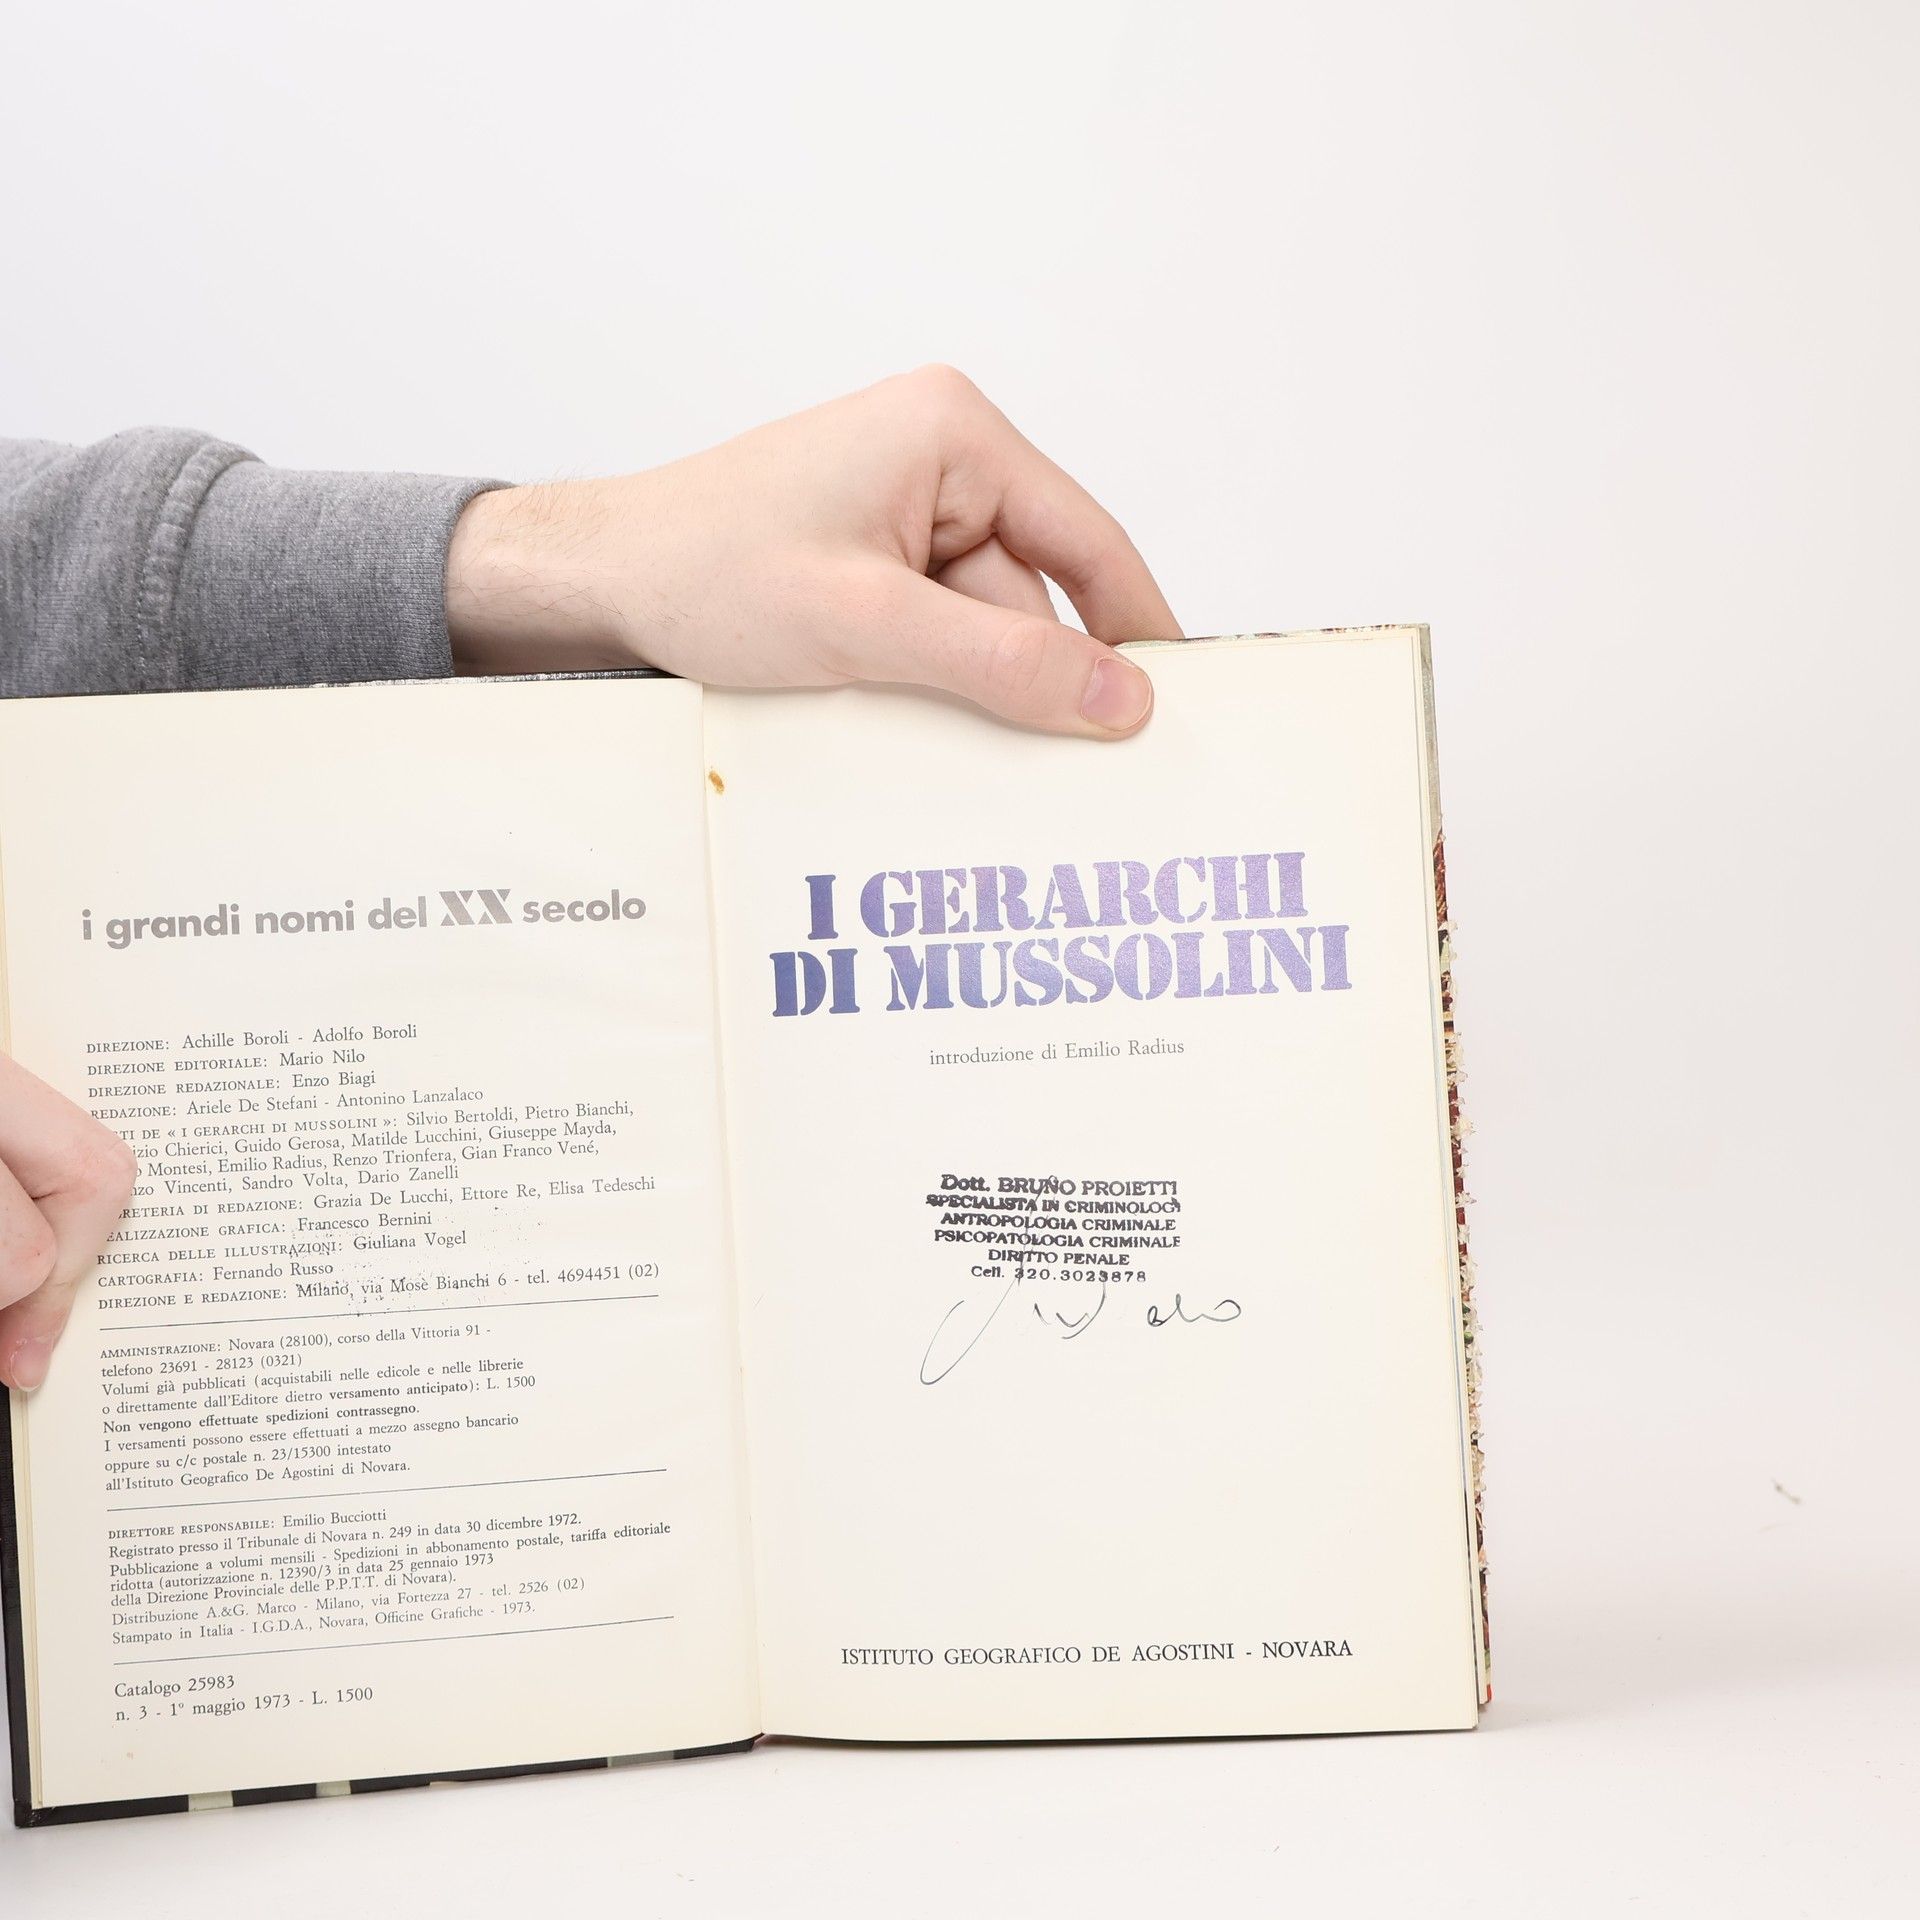 i grandi nomi del XX secolo
DIREZIONE: Achille Boroli - Adolfo Boroli
DIREZIONE EDITORIALE: Mario Nilo
DIREZIONE REDAZIONALE: Enzo Biagi
REDAZIONE: Ariele De Stefani - Antonino Lanzalaco
DE « I GERARCHI DI MUSSOLINI »: Silvio Bertoldi, Pietro Bianchi,
Chierici, Guido Gerosa, Matilde Lucchini, Giuseppe Mayda,
Montesi, Emilio Radius, Renzo Trionfera, Gian Franco Vené,
Vincenti, Sandro Volta, Dario Zanelli
DI REDAZIONE: Grazia De Lucchi, Ettore Re, Elisa Tedeschi
EALIZZAZIONE GRAFICA: Francesco Bernini
RICERCA DELLE ILLUSTRAZIONI: Giuliana Vogel
CARTOGRAFIA: Fernando Russo
DIREZIONE E REDAZIONE: Milano, via Mosè Bianchi 6 - tel. 4694451 (02)
AMMINISTRAZIONE: Novara (28100), corso della Vittoria 91 -
telefono 23691 - 28123 (0321)
Volumi già pubblicati (acquistabili nelle edicole e nelle librerie
o direttamente dall'Editore dietro versamento anticipato): L. 1500
Non vengono effettuate spedizioni contrassegno.
I versamenti possono essere effettuati a mezzo assegno bancario
oppure su c/c postale n. 23/15300 intestato
all'Istituto Geografico De Agostini di Novara.
DIRETTORE RESPONSABILE: Emilio Bucciotti
Registrato presso il Tribunale di Novara n. 249 in data 30 dicembre 1972.
Pubblicazione a volumi mensili - Spedizioni in abbonamento postale, tariffa editoriale
ridotta (autorizzazione n. 12390/3 in data 25 gennaio 1973
della Direzione Provinciale delle P.P.T.T. di Novara).
Distribuzione A.&G. Marco - Milano, via Fortezza 27 - tel. 2526 (02)
Stampato in Italia - I.G.D.A., Novara, Officine Grafiche - 1973.
Catalogo 25983
n. 3 - 1° maggio 1973 - L. 1500
I GERARCHI
DI MUSSOLINI
introduzione di Emilio Radius
Dott. BRUNO PROIETTI
SPECIALISTA IN CRIMINOLOGI
ANTROPOLOGIA CRIMINALE
PSICOPATOLOGIA CRIMINALE
DIRITTO PENALE
Cell. 320.3023878
ISTITUTO GEOGRAFICO DE AGOSTINI - NOVARA